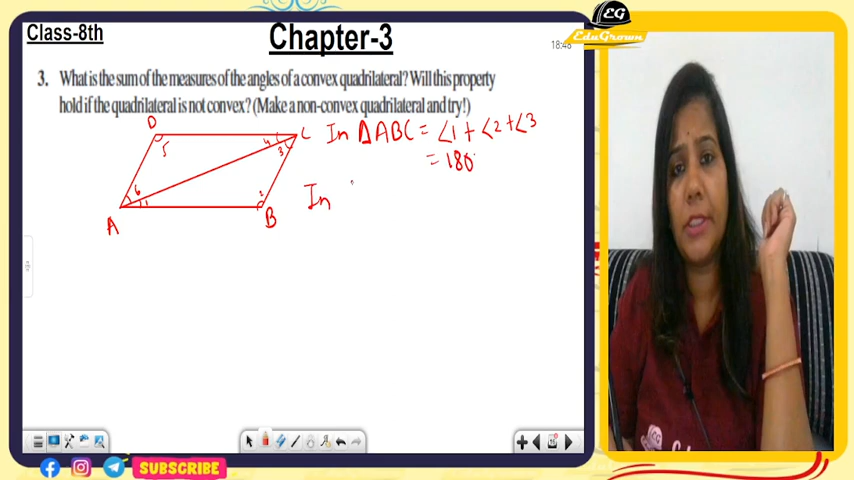 EG
EduGrown
Class-8th
Chapter-3
18:48
3. What is the sum of the measures of the angles of a convex quadrilateral? Will this property
hold if the quadrilateral is not convex? (Make a non-convex quadrilateral and try!)
D
C
5
4
3
6
1
2
A
B
In ΔABC = ∠1 + ∠2 + ∠3
= 180
In
EG
SUBSCRIBE